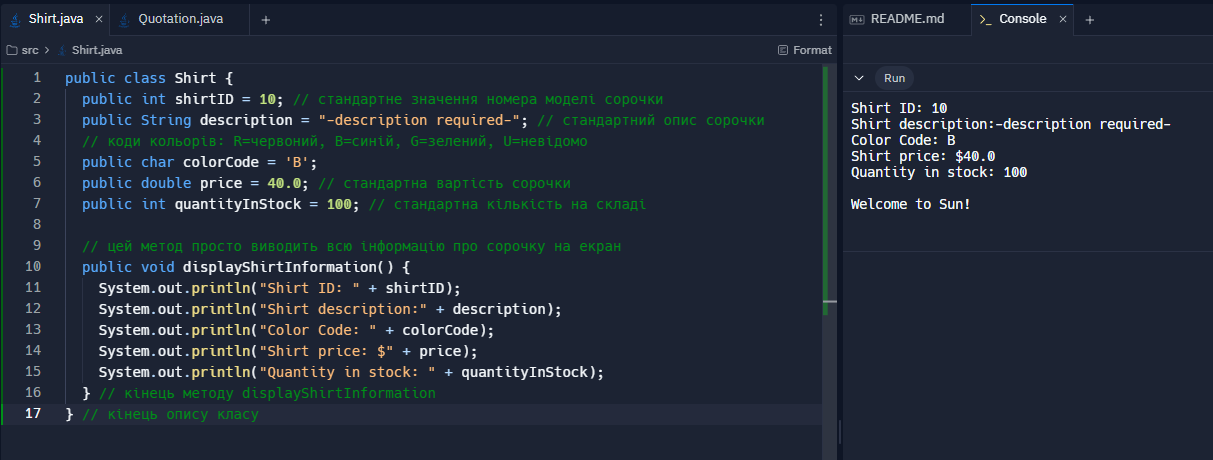 Shirt.java × Quotation.java +
src > Shirt.java Format
1 public class Shirt {
2 public int shirtID = 10; // стандартне значення номера моделі сорочки
3 public String description = "-description required-"; // стандартний опис сорочки
4 // коди кольорів: R=червоний, B=синій, G=зелений, U=невідомо
5 public char colorCode = 'B';
6 public double price = 40.0; // стандартна вартість сорочки
7 public int quantityInStock = 100; // стандартна кількість на складі
8
9 // цей метод просто виводить всю інформацію про сорочку на екран
10 public void displayShirtInformation() {
11 System.out.println("Shirt ID: " + shirtID);
12 System.out.println("Shirt description:" + description);
13 System.out.println("Color Code: " + colorCode);
14 System.out.println("Shirt price: $" + price);
15 System.out.println("Quantity in stock: " + quantityInStock);
16 } // кінець методу displayShirtInformation
17 } // кінець опису класу
README.md >_ Console × +
Run
Shirt ID: 10
Shirt description:-description required-
Color Code: B
Shirt price: $40.0
Quantity in stock: 100
Welcome to Sun!